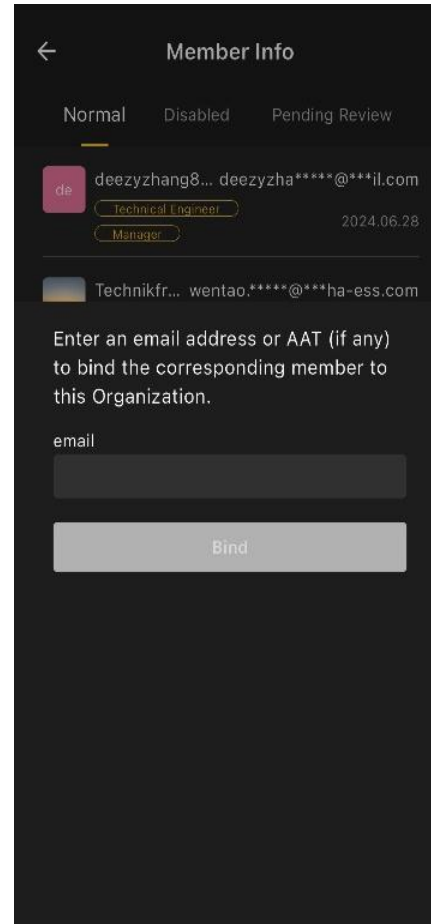 Member Info
Normal Disabled Pending Review
de deezyzhang8... deezyzha*****@***il.com
Technical Engineer
2024.06.28
Manager
Technikfr... wentao.*****@***ha-ess.com
Enter an email address or AAT (if any)
to bind the corresponding member to
this Organization.
email
Bind